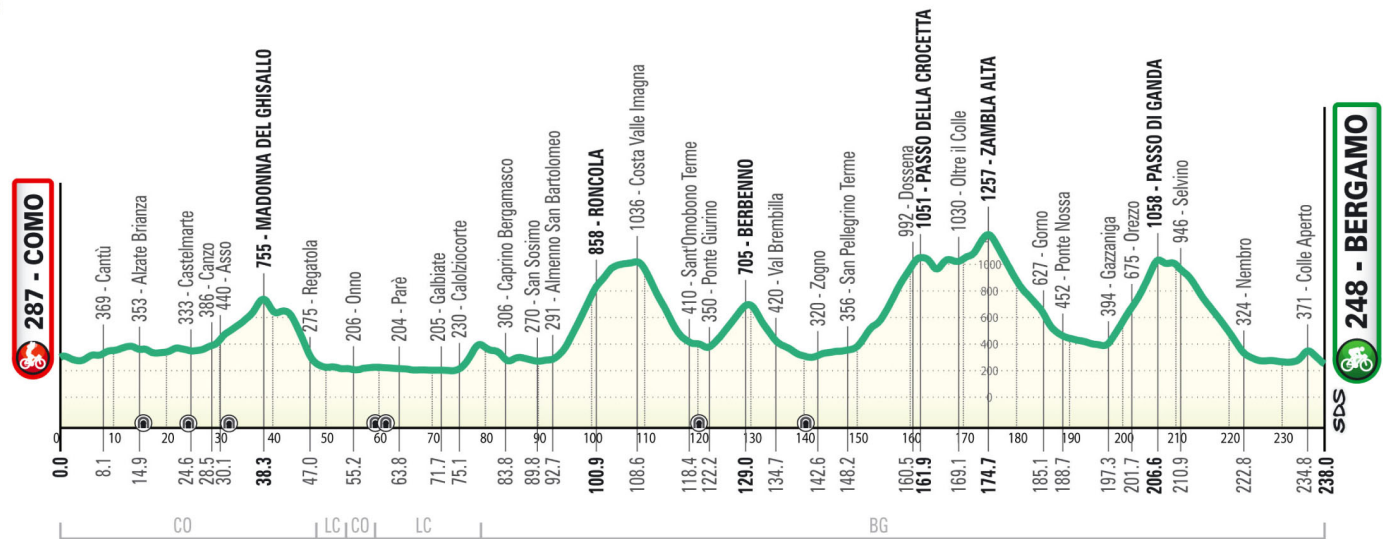 287 - COMO
369 - Cantù
353 - Alzate Brianza
333 - Castelmarte
386 - Canzo
440 - Asso
755 - MADONNA DEL GHISALLO
275 - Regatola
206 - Onno
204 - Parè
205 - Galbiate
230 - Calolziocorte
306 - Caprino Bergamasco
270 - San Sosimo
291 - Almenno San Bartolomeo
858 - RONCOLA
1036 - Costa Valle Imagna
410 - Sant'Omobono Terme
350 - Ponte Giurino
705 - BERBENNO
420 - Val Brembilla
320 - Zogno
356 - San Pellegrino Terme
992 - Dossena
1051 - PASSO DELLA CROCETTA
1030 - Oltre il Colle
1257 - ZAMBLA ALTA
627 - Gorno
452 - Ponte Nossa
394 - Gazzaniga
675 - Orezzo
1058 - PASSO DI GANDA
946 - Selvino
324 - Nembro
371 - Colle Aperto
248 - BERGAMO
1000
800
600
400
200
0
SDS
0 10 20 30 40 50 60 70 80 90 100 110 120 130 140 150 160 170 180 190 200 210 220 230
0.0 8.1 14.9 24.6 28.5 30.1 38.3 47.0 55.2 63.8 71.7 75.1 83.8 89.8 92.7 100.9 108.6 118.4 122.2 129.0 134.7 142.6 148.2 160.5 161.9 169.1 174.7 185.1 188.7 197.3 201.7 206.6 210.9 222.8 234.8 238.0
CO LC CO LC BG